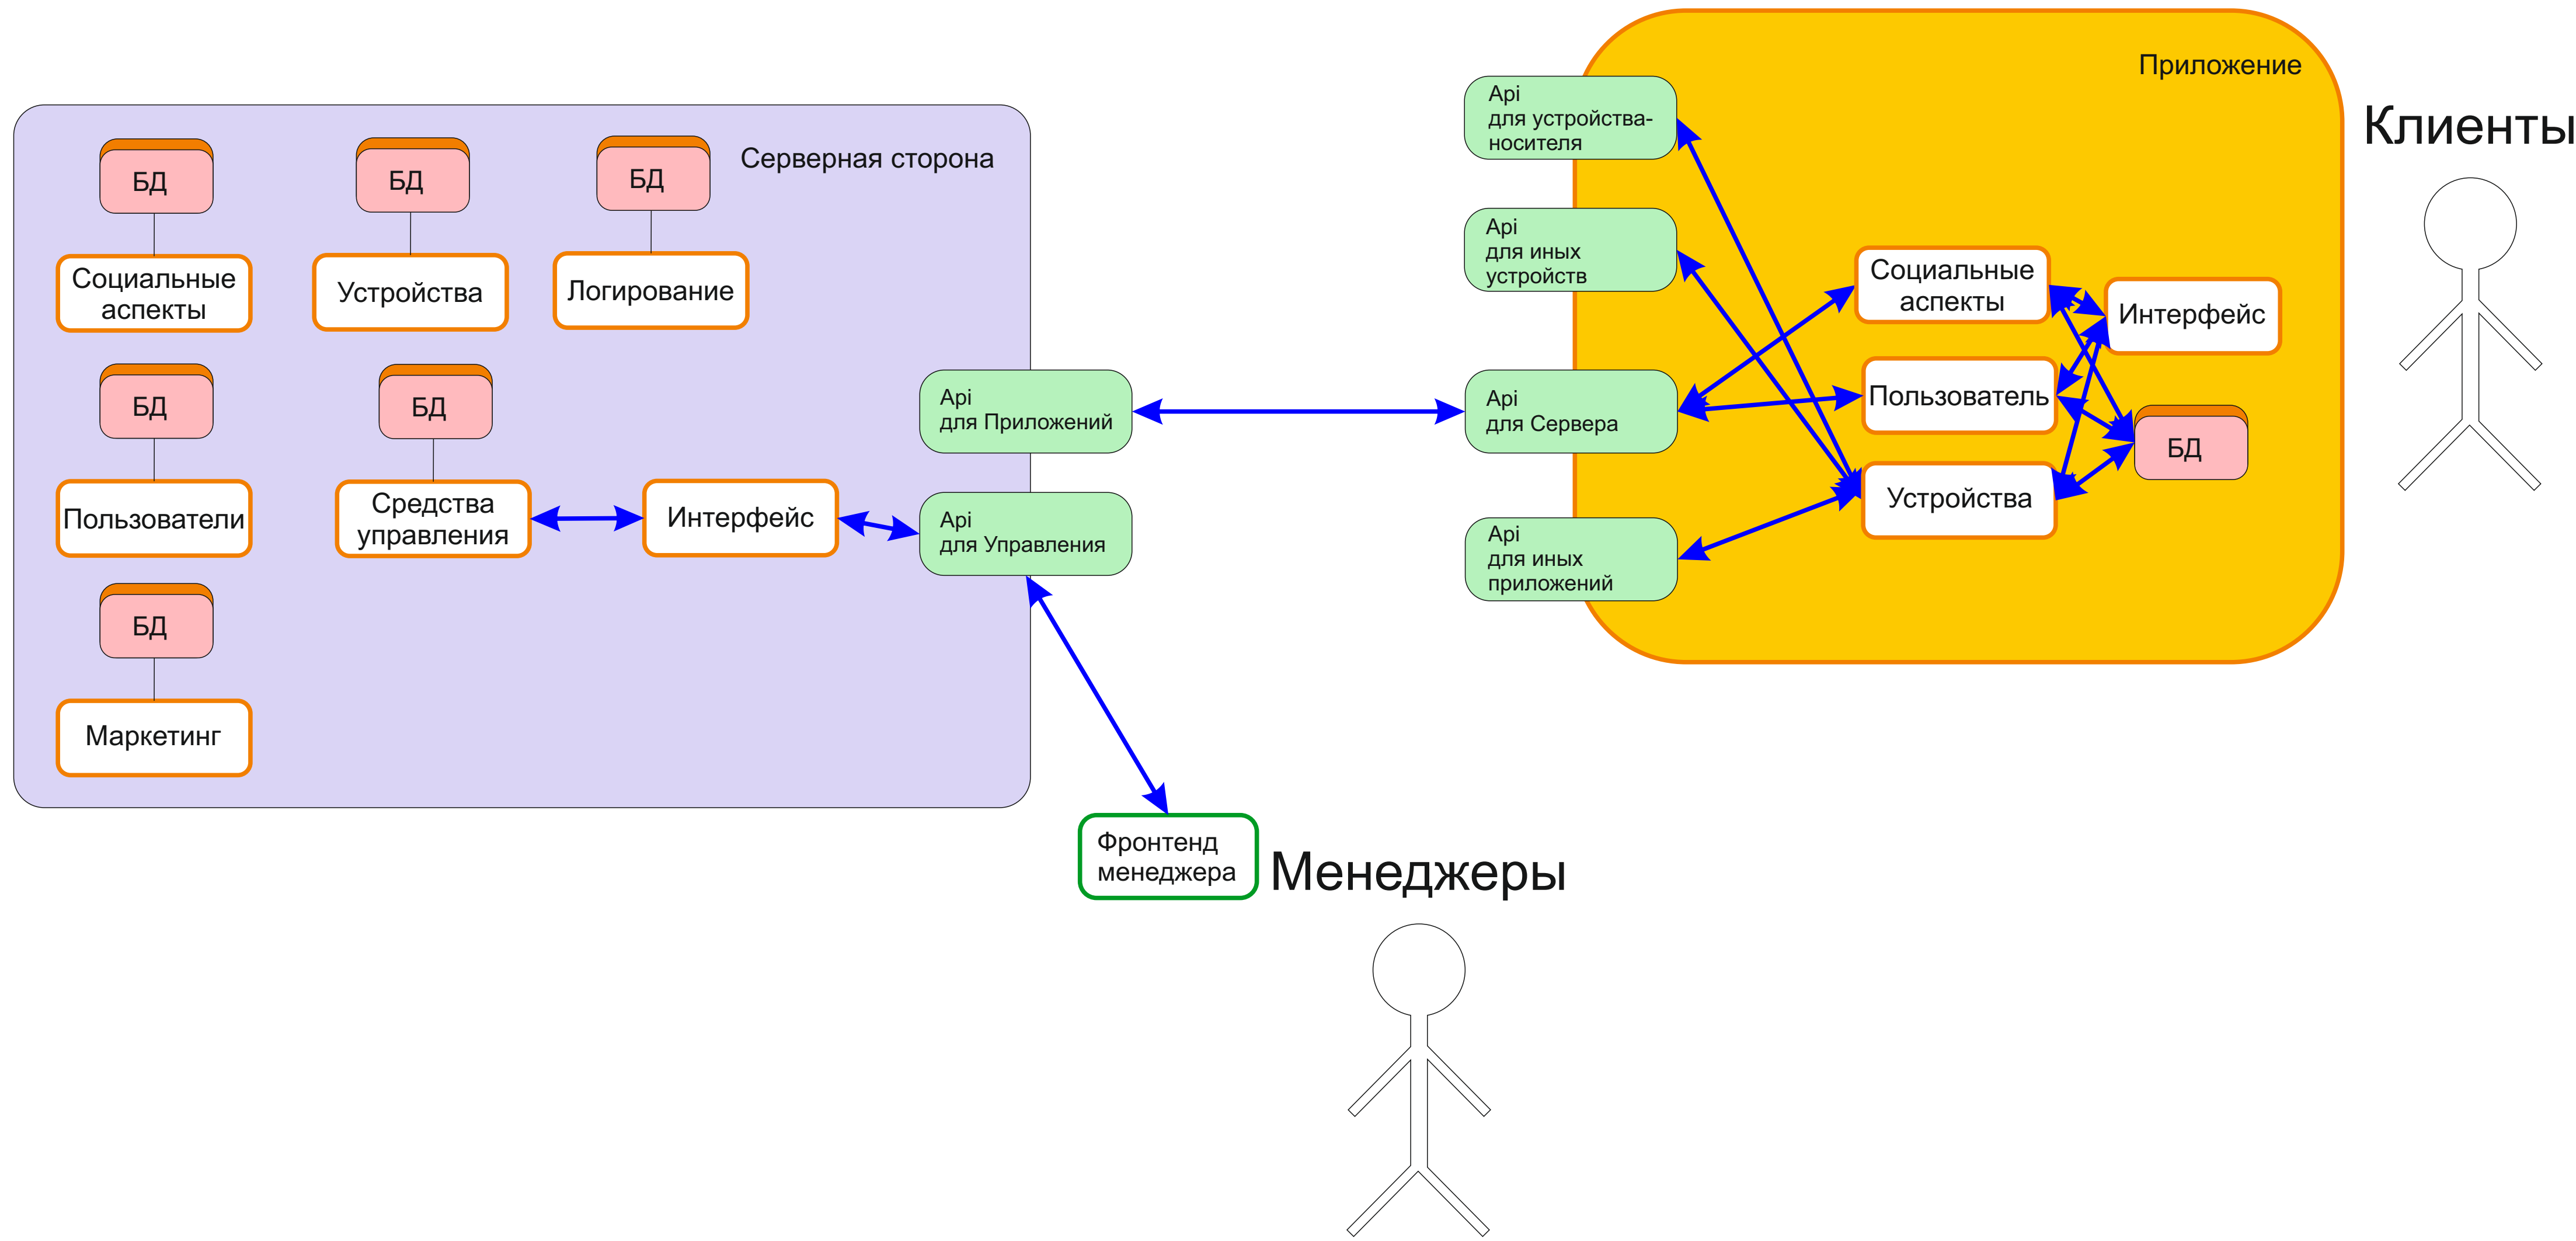 Серверная сторона
БД
БД
БД
Социальные
аспекты
Устройства
Логирование
БД
БД
Пользователи
Средства
управления
Интерфейс
БД
Маркетинг
Api
для Приложений
Api
для Управления
Фронтенд
менеджера
Менеджеры
Приложение
Api
для устройства-
носителя
Api
для иных
устройств
Api
для Сервера
Api
для иных
приложений
Социальные
аспекты
Интерфейс
Пользователь
БД
Устройства
Клиенты